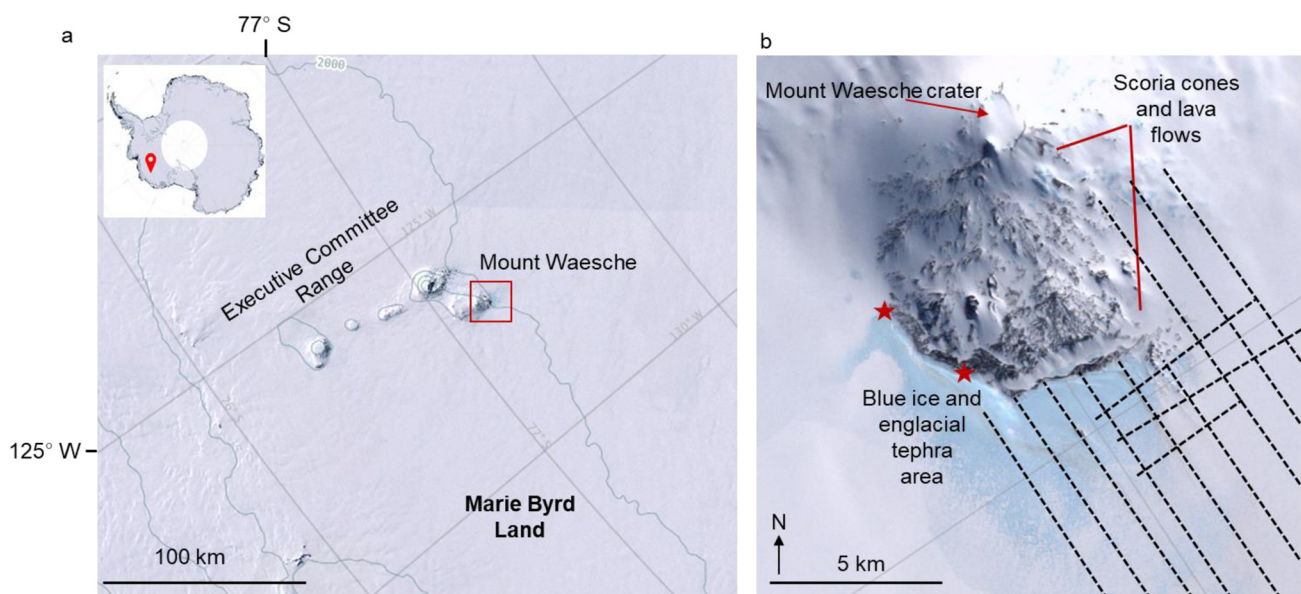 a
77° S
2000
Executive Committee
Range
125° W
Mount Waesche
130° W
77° S
125° W
Marie Byrd
Land
100 km
b
Mount Waesche crater
Scoria cones
and lava
flows
Blue ice and
englacial
tephra
area
N
5 km